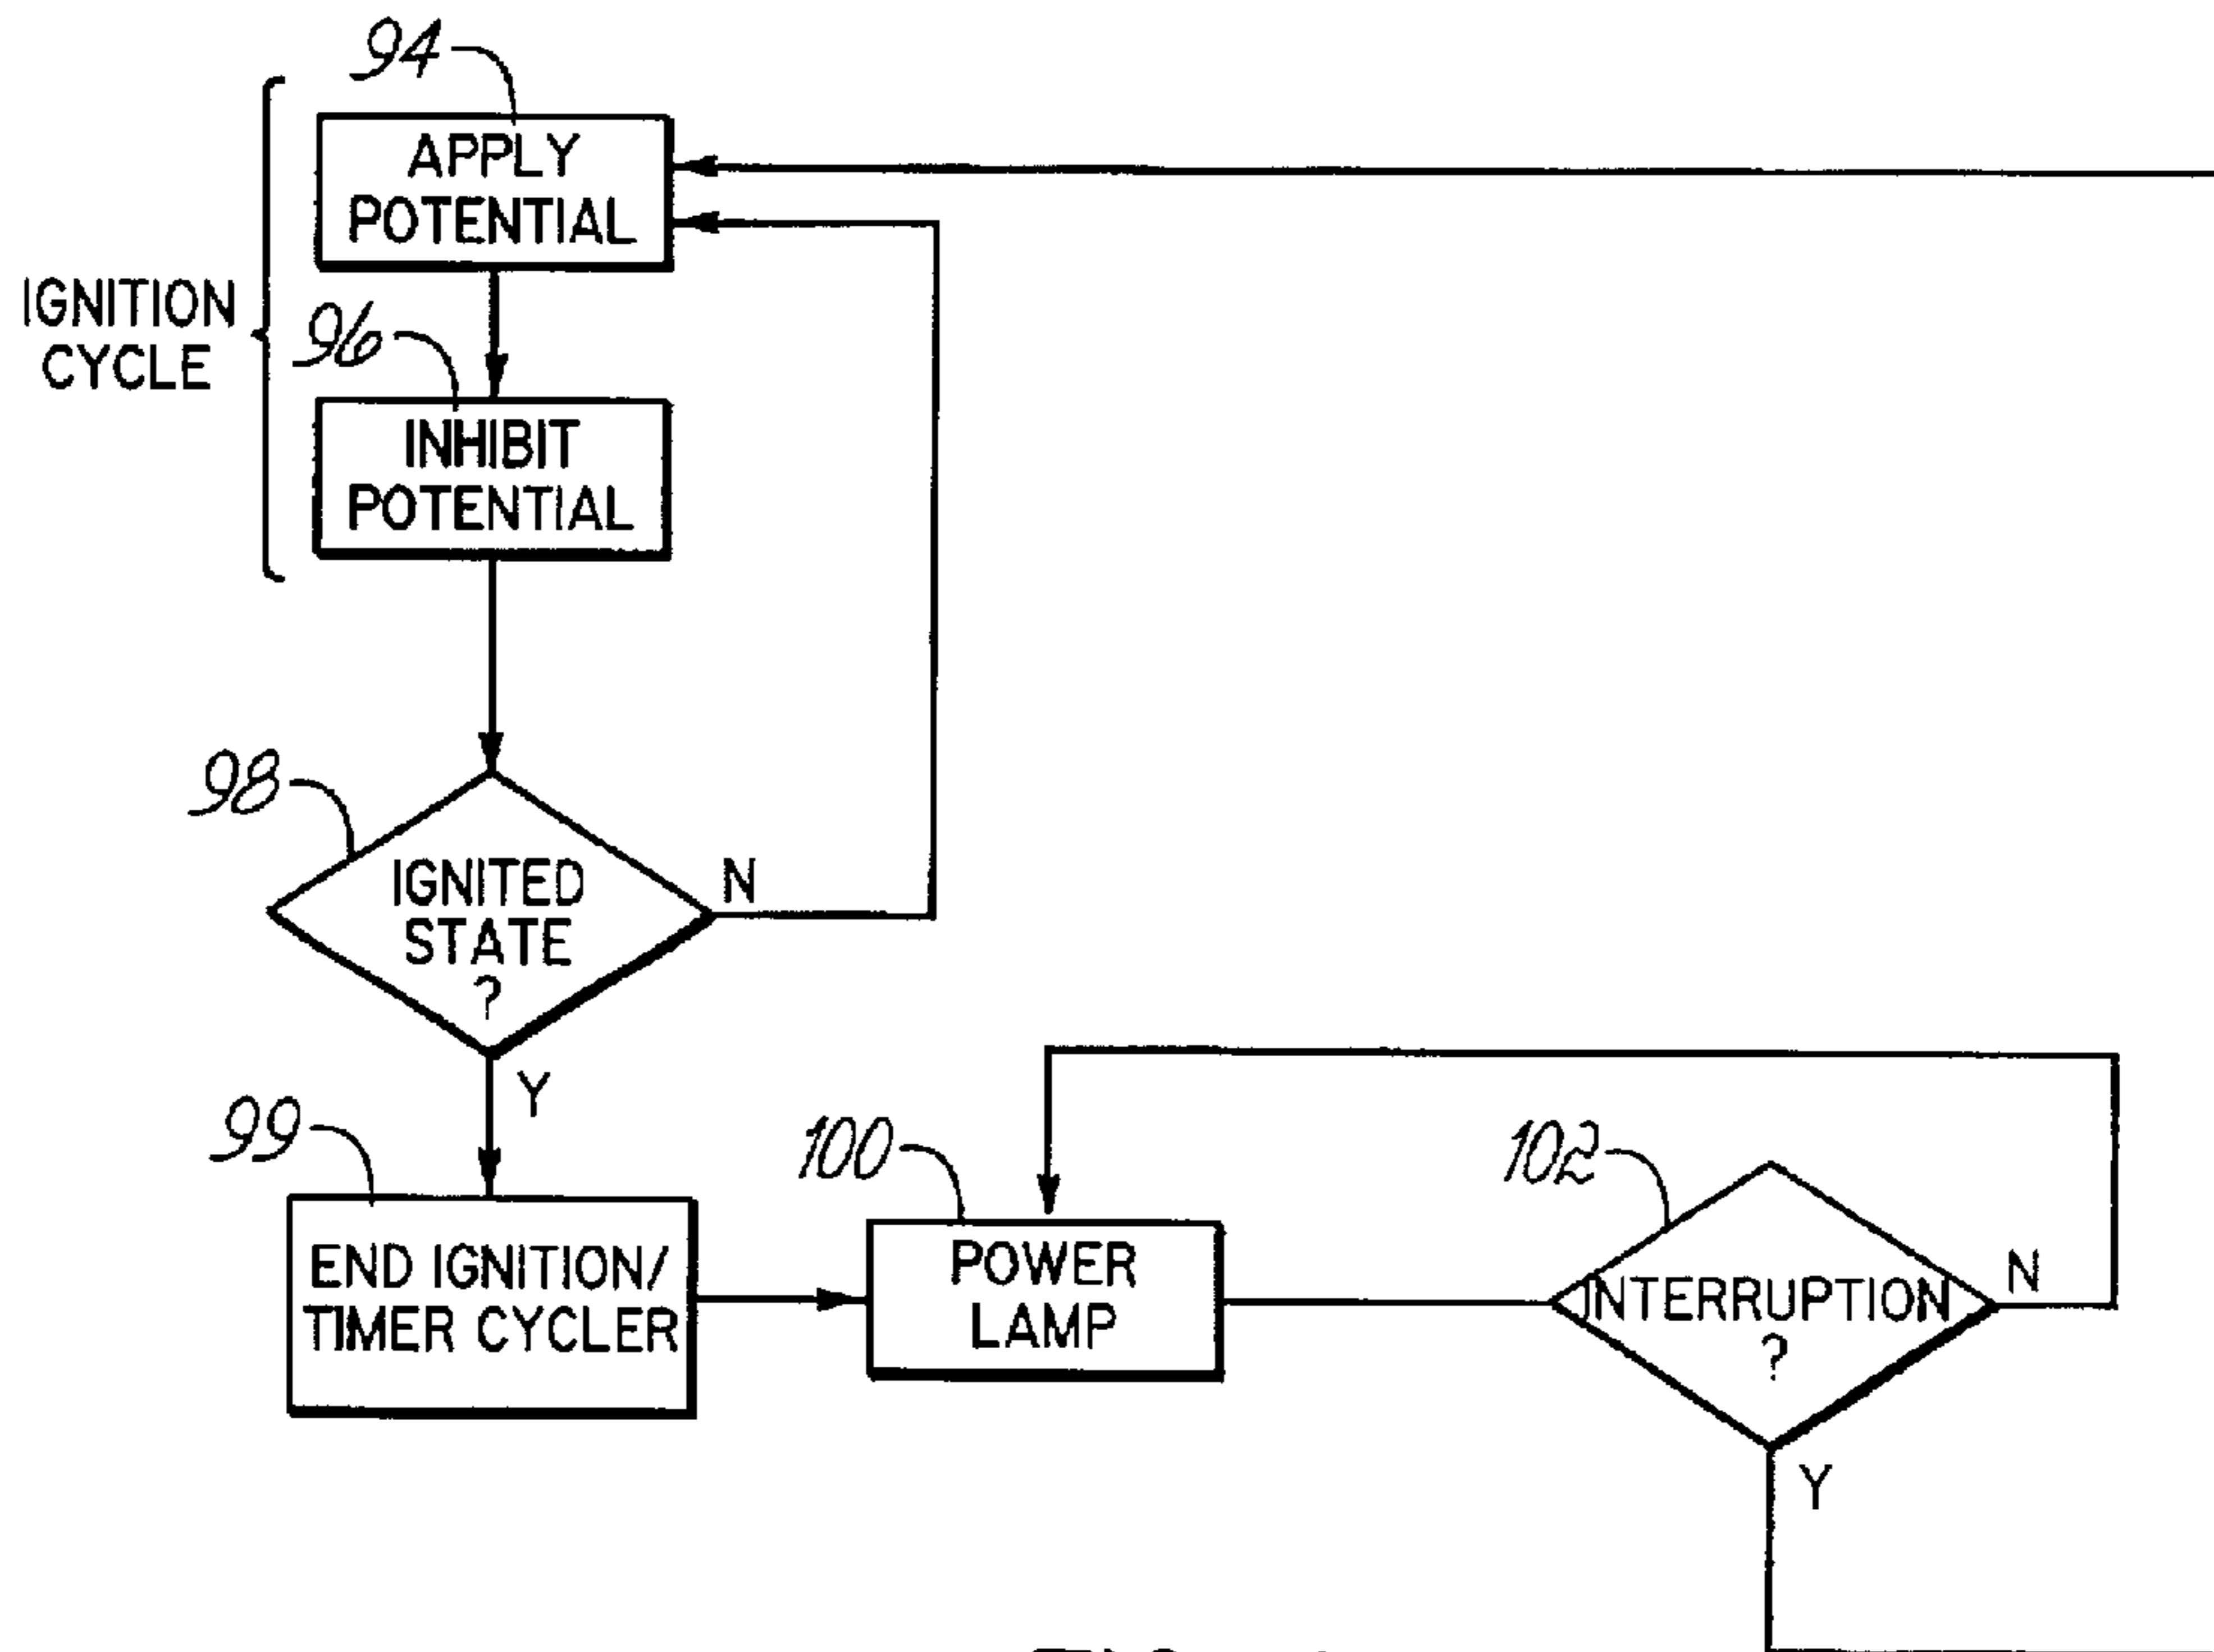 94
APPLY
POTENTIAL
IGNITION
CYCLE
96
INHIBIT
POTENTIAL
98
IGNITED
STATE
?
N
Y
99
END IGNITION/
TIMER CYCLER
100
POWER
LAMP
102
INTERRUPTION
?
N
Y